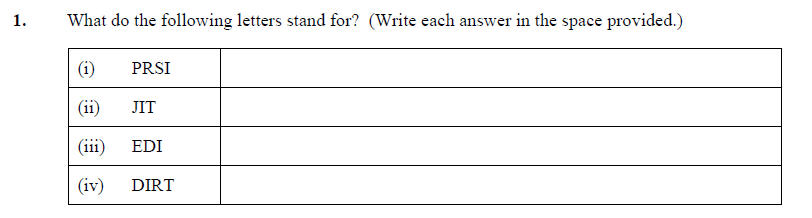 1. What do the following letters stand for? (Write each answer in the space provided.)
(i) PRSI
(ii) JIT
(iii) EDI
(iv) DIRT